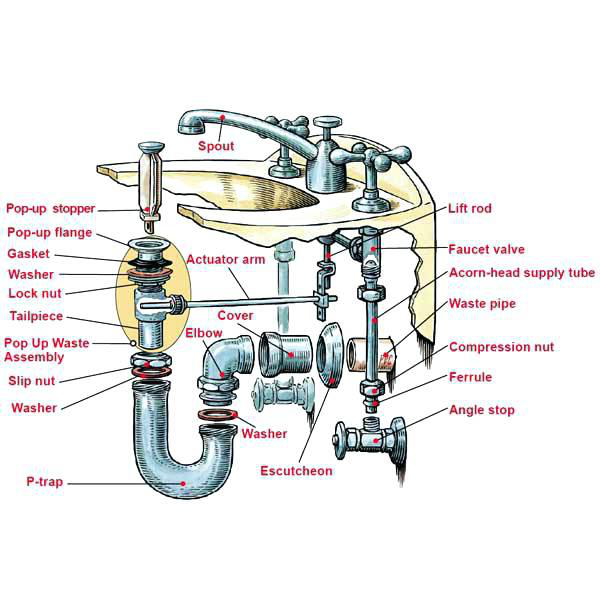 Spout
Pop-up stopper
Lift rod
Pop-up flange
Faucet valve
Gasket
Actuator arm
Washer
Acorn-head supply tube
Lock nut
Waste pipe
Tailpiece
Cover
Elbow
Pop Up Waste
Assembly
Compression nut
Slip nut
Ferrule
Washer
Angle stop
Washer
Escutcheon
P-trap